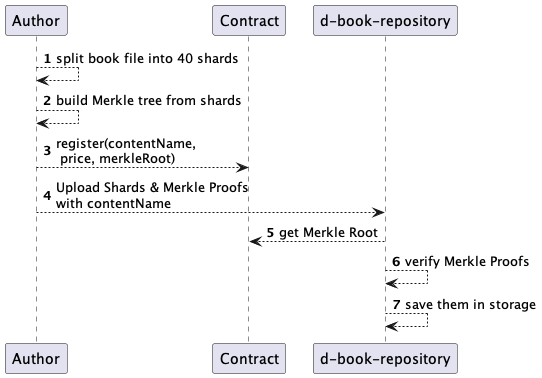 Author Contract d-book-repository
1 split book file into 40 shards
2 build Merkle tree from shards
3 register(contentName,
price, merkleRoot)
4 Upload Shards & Merkle Proofs
with contentName
5 get Merkle Root
6 verify Merkle Proofs
7 save them in storage
Author Contract d-book-repository